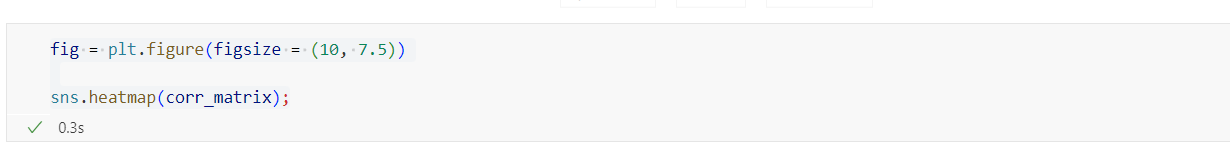 fig = plt.figure(figsize = (10, 7.5))
sns.heatmap(corr_matrix);
0.3s